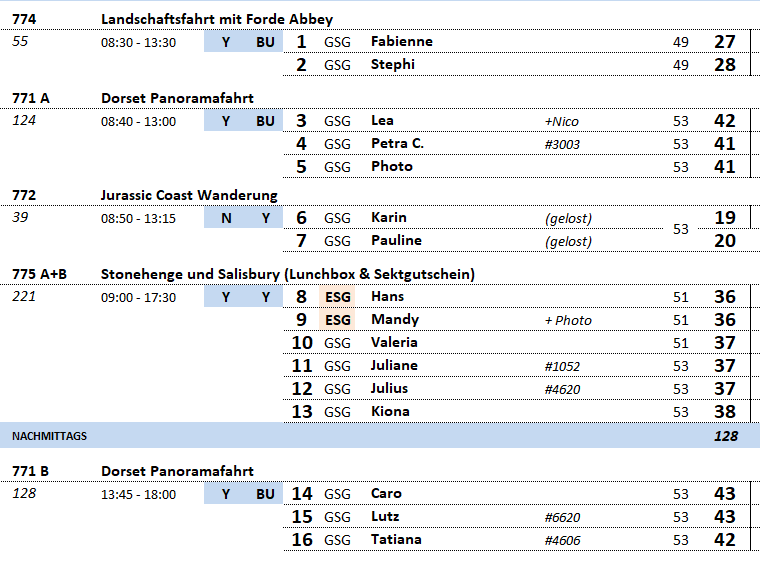 774 Landschaftsfahrt mit Forde Abbey
55 08:30 - 13:30 Y BU 1 GSG Fabienne 49 27
2 GSG Stephi 49 28
771 A Dorset Panoramafahrt
124 08:40 - 13:00 Y BU 3 GSG Lea +Nico 53 42
4 GSG Petra C. #3003 53 41
5 GSG Photo 53 41
772 Jurassic Coast Wanderung
39 08:50 - 13:15 N Y 6 GSG Karin (gelost) 53 19
7 GSG Pauline (gelost) 20
775 A+B Stonehenge und Salisbury (Lunchbox & Sektgutschein)
221 09:00 - 17:30 Y Y 8 ESG Hans 51 36
9 ESG Mandy + Photo 51 36
10 GSG Valeria 51 37
11 GSG Juliane #1052 53 37
12 GSG Julius #4620 53 37
13 GSG Kiona 53 38
NACHMITTAGS 128
771 B Dorset Panoramafahrt
128 13:45 - 18:00 Y BU 14 GSG Caro 53 43
15 GSG Lutz #6620 53 43
16 GSG Tatiana #4606 53 42